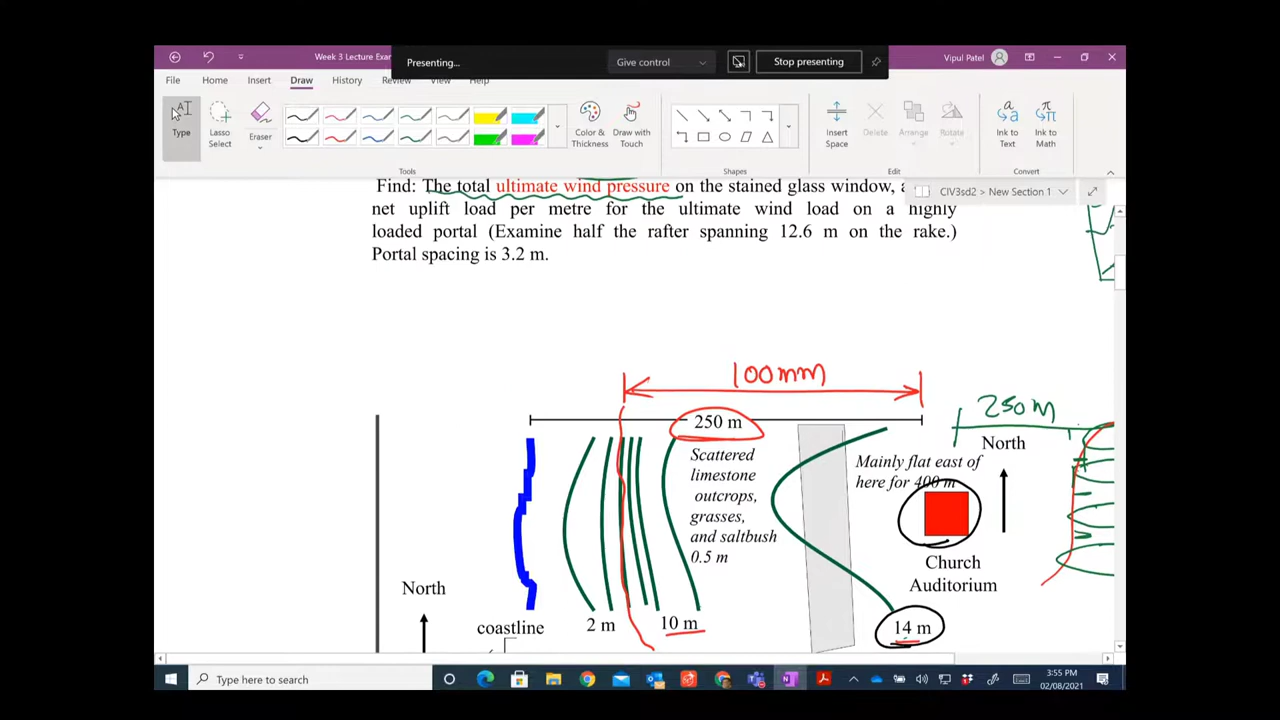 Week 3 Lecture Exa
Presenting...
Give control
Stop presenting
Vipul Patel
File
Home
Insert
Draw
History
Review
View
Help
Type
Lasso Select
Eraser
Color & Thickness
Draw with Touch
Insert Space
Delete
Arrange
Rotate
Ink to Text
Ink to Math
Tools
Shapes
Convert
CIV3sd2 > New Section 1
Find: The total ultimate wind pressure on the stained glass window, a
net uplift load per metre for the ultimate wind load on a highly
loaded portal (Examine half the rafter spanning 12.6 m on the rake.)
Portal spacing is 3.2 m.
100mm
250 m
250 m
North
Scattered
limestone
outcrops,
grasses,
and saltbush
0.5 m
Mainly flat east of
here for 400 m
Church
Auditorium
North
coastline
2 m
10 m
14 m
Type here to search
3:55 PM
02/08/2021